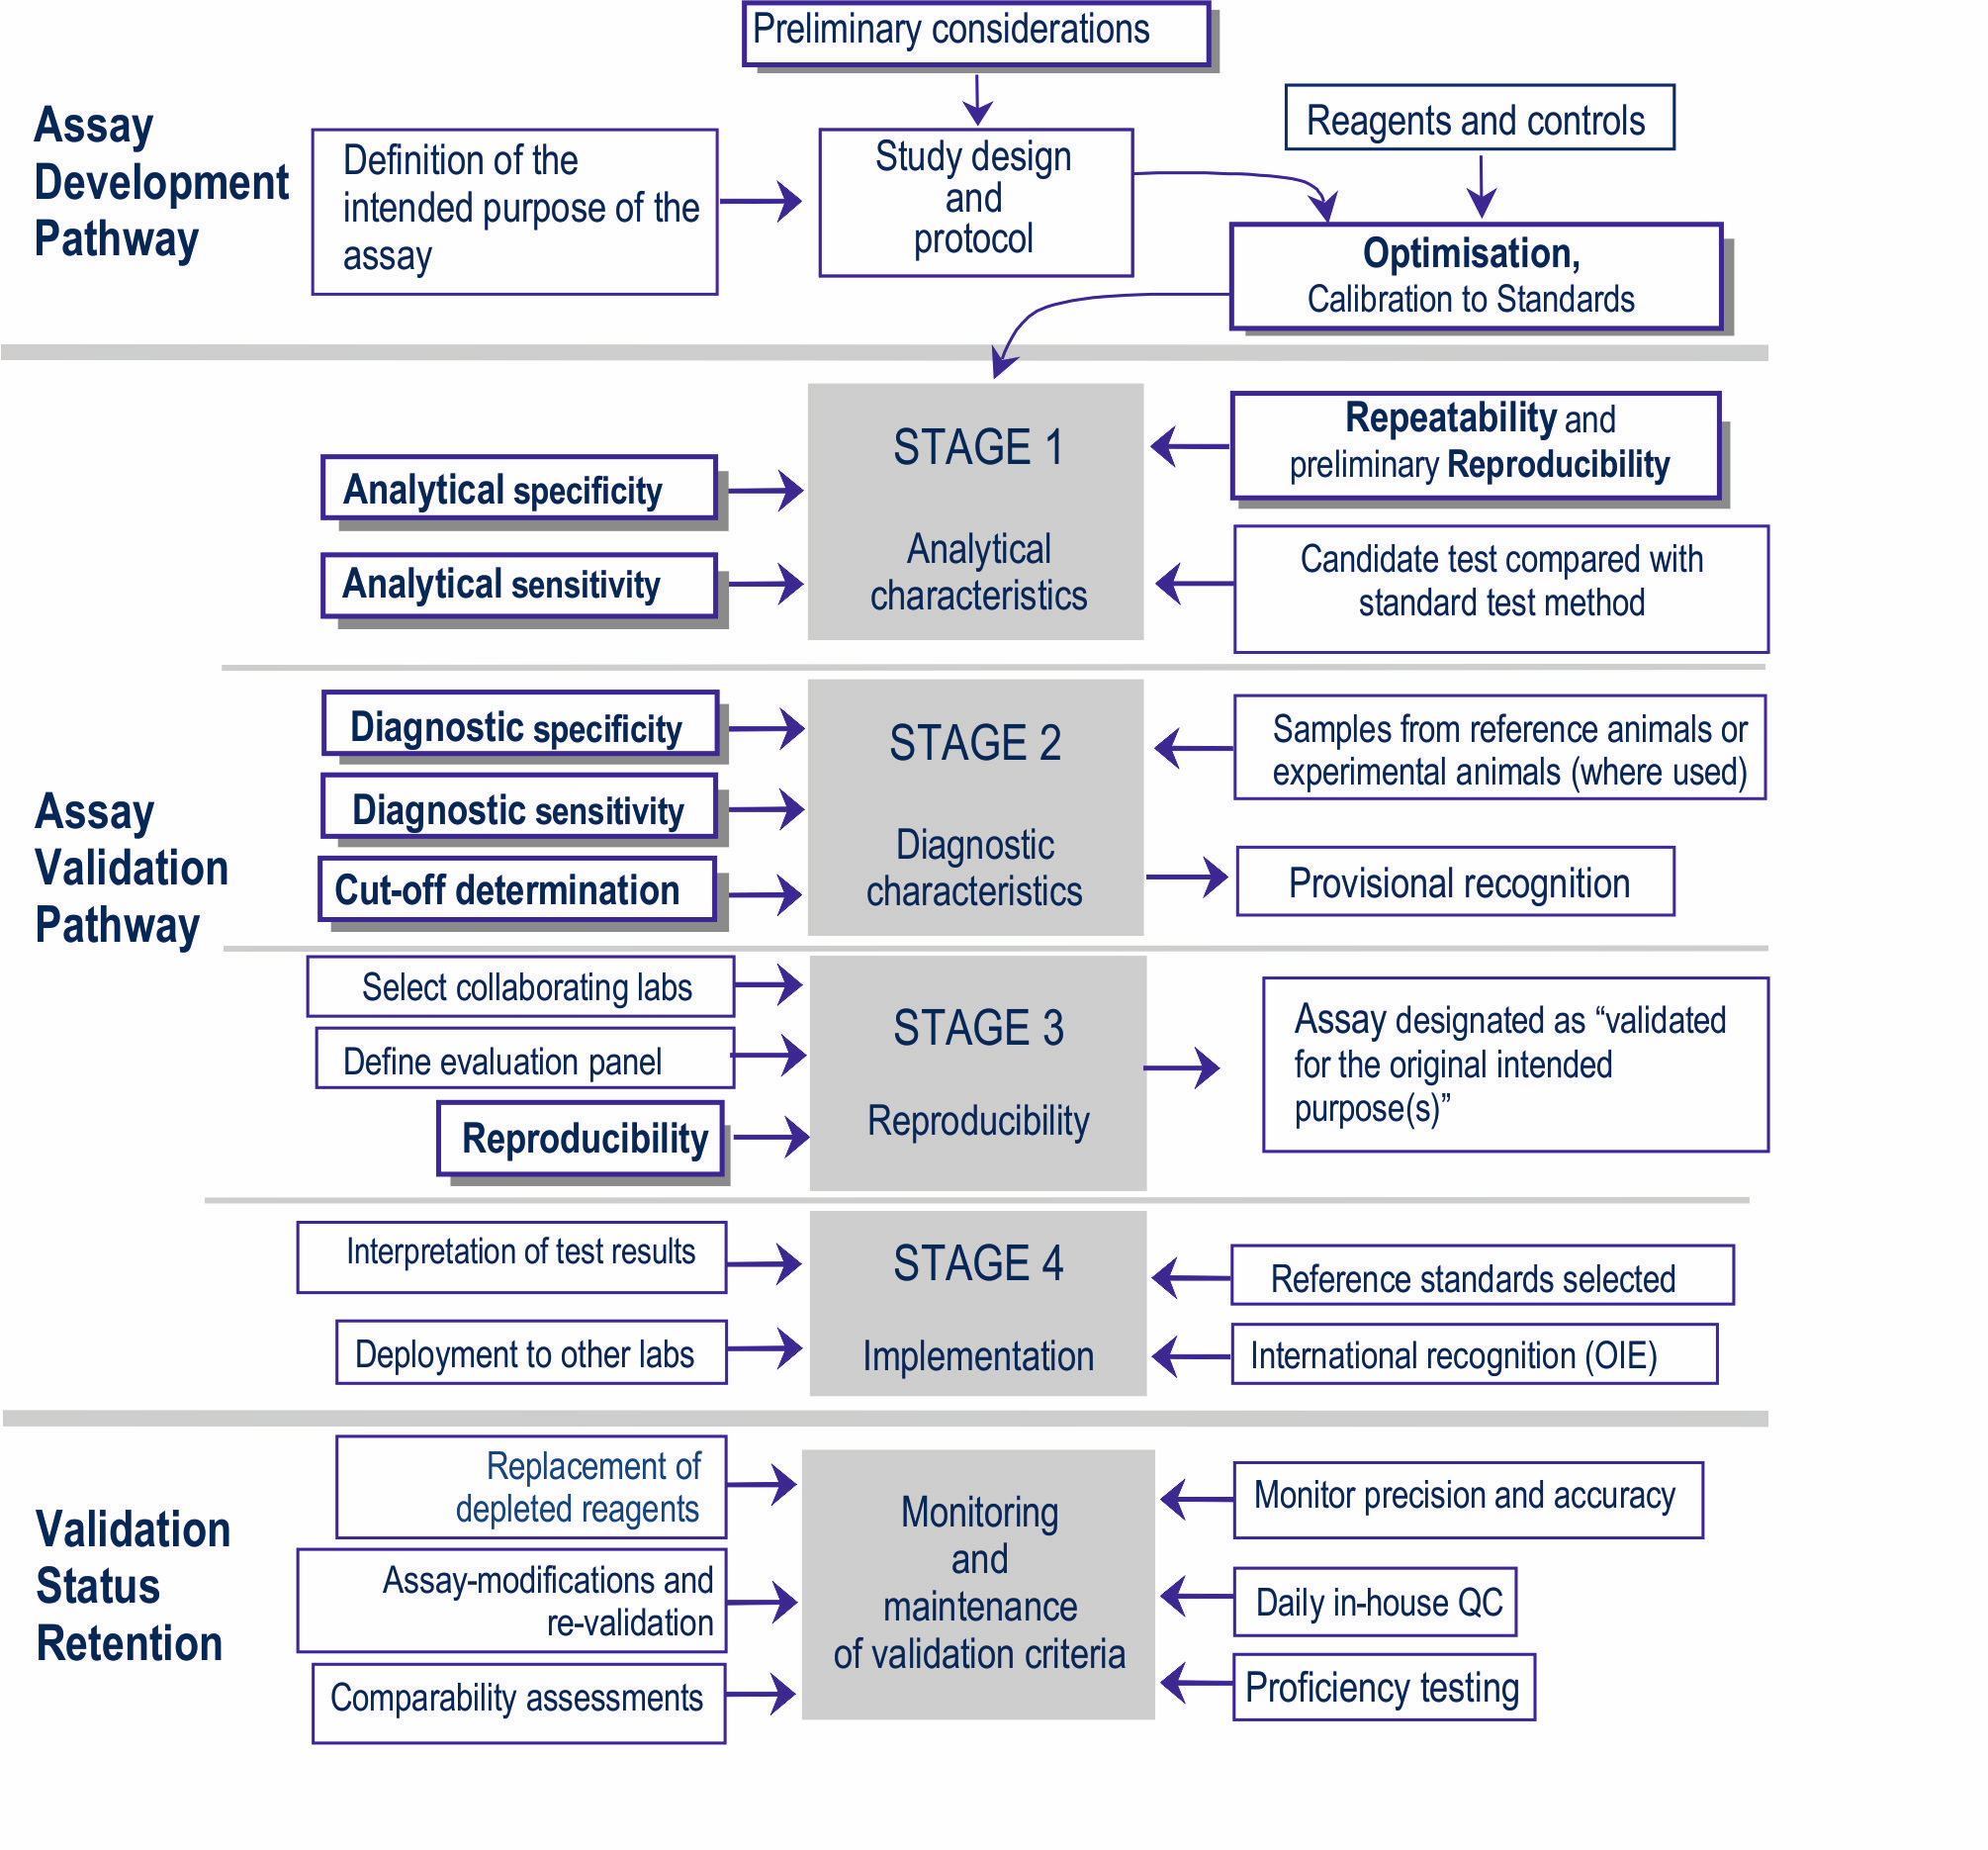 Preliminary considerations
Assay
Development
Pathway
Definition of the
intended purpose of the
assay
Study design
and
protocol
Reagents and controls
Optimisation,
Calibration to Standards
Assay
Validation
Pathway
STAGE 1
Analytical
characteristics
Analytical specificity
Analytical sensitivity
Repeatability and
preliminary Reproducibility
Candidate test compared with
standard test method
Diagnostic specificity
Diagnostic sensitivity
Cut-off determination
STAGE 2
Diagnostic
characteristics
Samples from reference animals or
experimental animals (where used)
Provisional recognition
Select collaborating labs
Define evaluation panel
Reproducibility
STAGE 3
Reproducibility
Assay designated as “validated
for the original intended
purpose(s)”
Interpretation of test results
Deployment to other labs
STAGE 4
Implementation
Reference standards selected
International recognition (OIE)
Validation
Status
Retention
Replacement of
depleted reagents
Assay-modifications and
re-validation
Comparability assessments
Monitoring
and
maintenance
of validation criteria
Monitor precision and accuracy
Daily in-house QC
Proficiency testing